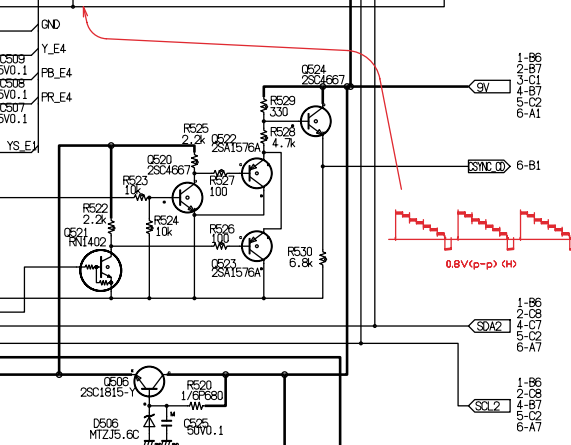 GND
Y_E4
C509
5V0.1
PB_E4
C508
5V0.1
PR_E4
C507
5V0.1
YS_E4
Q524
2SC4667
R529
330
R528
4.7k
R525
2.2k
Q522
2SA1576A
Q520
2SC4667
R523
10k
R527
100
R522
2.2k
R524
10k
R526
100
Q521
RN1402
Q523
2SA1576A
R530
6.8k
9V
1-B6
2-B7
3-C1
4-B7
5-C2
6-A1
CSYNC_OD
6-B1
0.8V(p-p) (H)
SDA2
1-B6
2-C8
4-C7
5-C2
6-A7
SCL2
1-B6
2-C8
4-B7
5-C2
6-A7
Q506
2SC1815-Y
R520
1/6P680
D506
MTZJ5.6C
M
C525
50V0.1